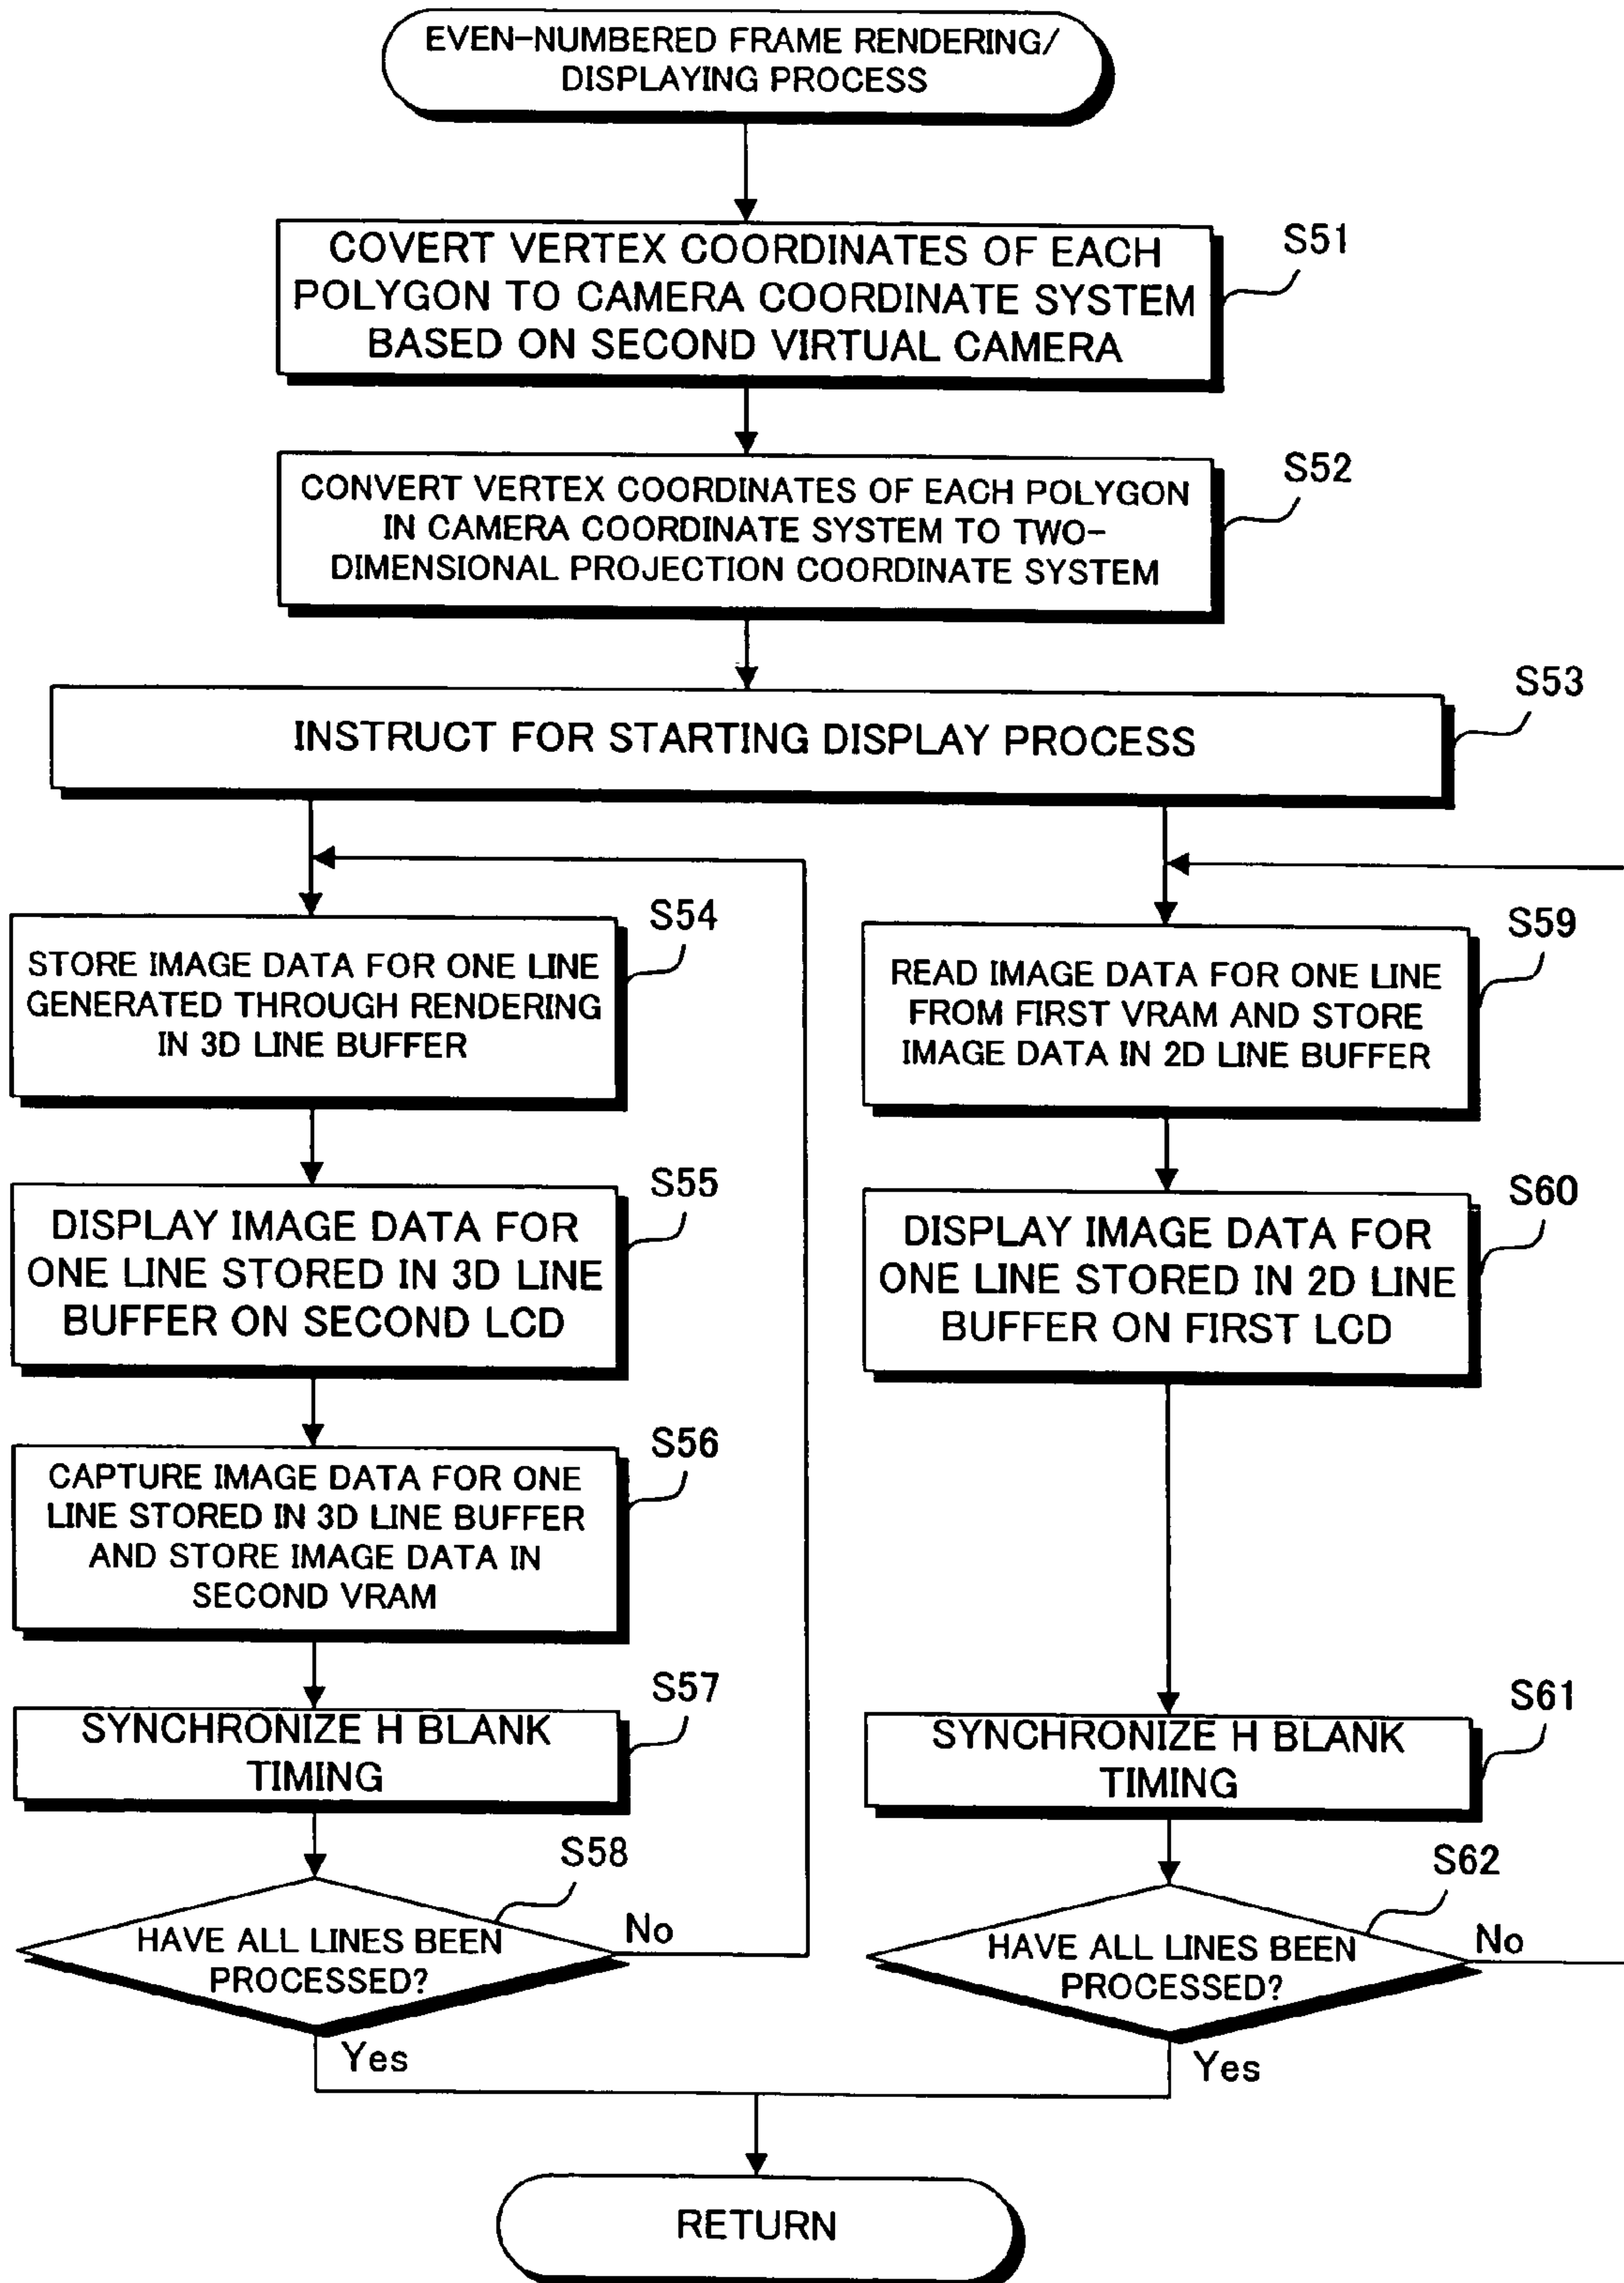 EVEN-NUMBERED FRAME RENDERING/
DISPLAYING PROCESS
COVERT VERTEX COORDINATES OF EACH
POLYGON TO CAMERA COORDINATE SYSTEM
BASED ON SECOND VIRTUAL CAMERA
S51
CONVERT VERTEX COORDINATES OF EACH POLYGON
IN CAMERA COORDINATE SYSTEM TO TWO-
DIMENSIONAL PROJECTION COORDINATE SYSTEM
S52
INSTRUCT FOR STARTING DISPLAY PROCESS
S53
STORE IMAGE DATA FOR ONE LINE
GENERATED THROUGH RENDERING
IN 3D LINE BUFFER
S54
DISPLAY IMAGE DATA FOR
ONE LINE STORED IN 3D LINE
BUFFER ON SECOND LCD
S55
CAPTURE IMAGE DATA FOR ONE
LINE STORED IN 3D LINE BUFFER
AND STORE IMAGE DATA IN
SECOND VRAM
S56
SYNCHRONIZE H BLANK
TIMING
S57
HAVE ALL LINES BEEN
PROCESSED?
S58
No
Yes
READ IMAGE DATA FOR ONE LINE
FROM FIRST VRAM AND STORE
IMAGE DATA IN 2D LINE BUFFER
S59
DISPLAY IMAGE DATA FOR
ONE LINE STORED IN 2D LINE
BUFFER ON FIRST LCD
S60
SYNCHRONIZE H BLANK
TIMING
S61
HAVE ALL LINES BEEN
PROCESSED?
S62
No
Yes
RETURN